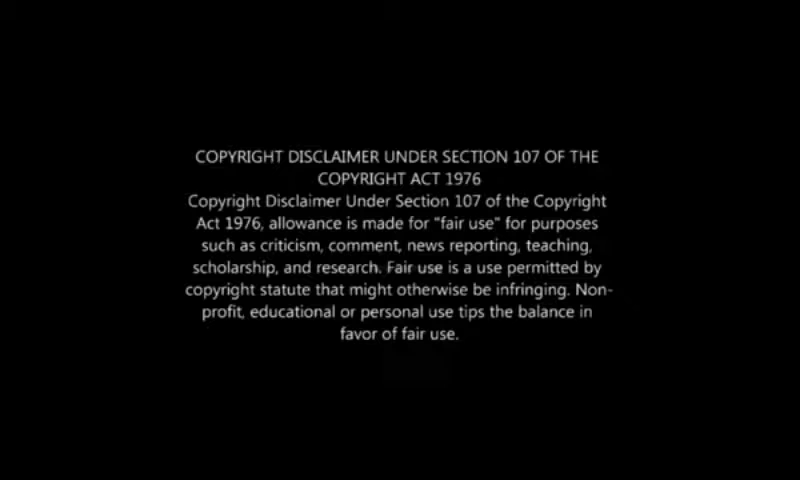 COPYRIGHT DISCLAIMER UNDER SECTION 107 OF THE
COPYRIGHT ACT 1976
Copyright Disclaimer Under Section 107 of the Copyright
Act 1976, allowance is made for "fair use" for purposes
such as criticism, comment, news reporting, teaching,
scholarship, and research. Fair use is a use permitted by
copyright statute that might otherwise be infringing. Non-
profit, educational or personal use tips the balance in
favor of fair use.